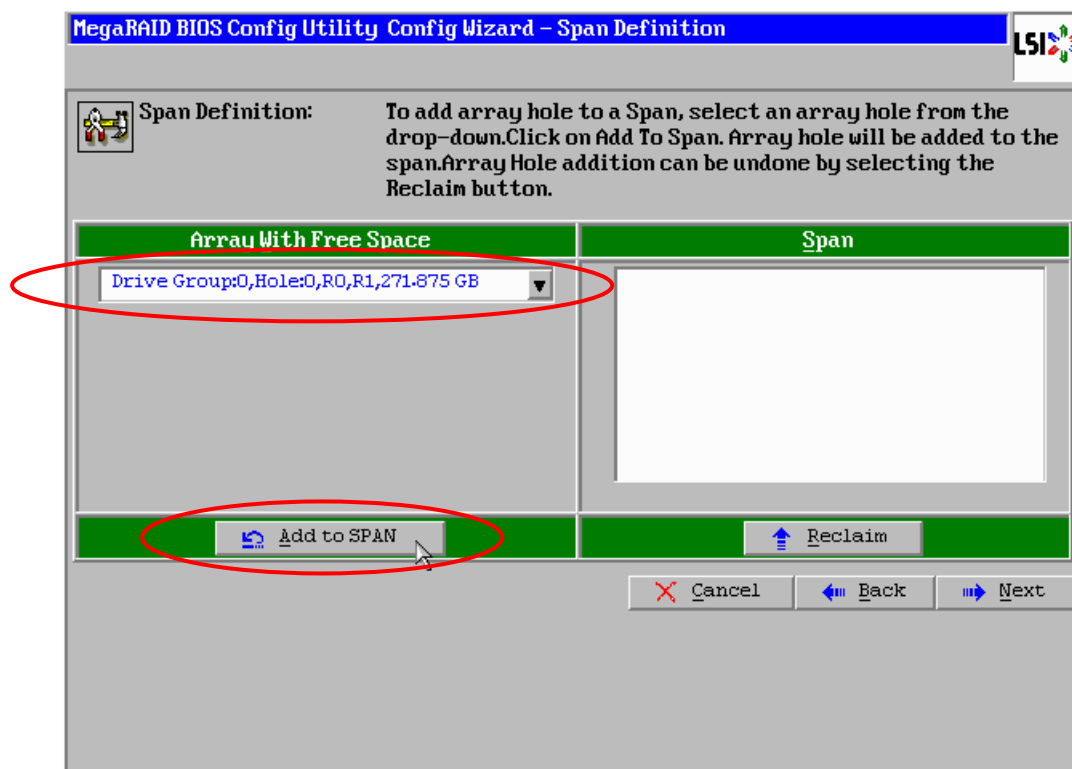 MegaRAID BIOS Config Utility Config Wizard – Span Definition
LSI
Span Definition:
To add array hole to a Span, select an array hole from the
drop–down.Click on Add To Span. Array hole will be added to the
span.Array Hole addition can be undone by selecting the
Reclaim button.
Array With Free Space
Span
Drive Group:0,Hole:0,R0,R1,271.875 GB
Add to SPAN
Reclaim
Cancel
Back
Next